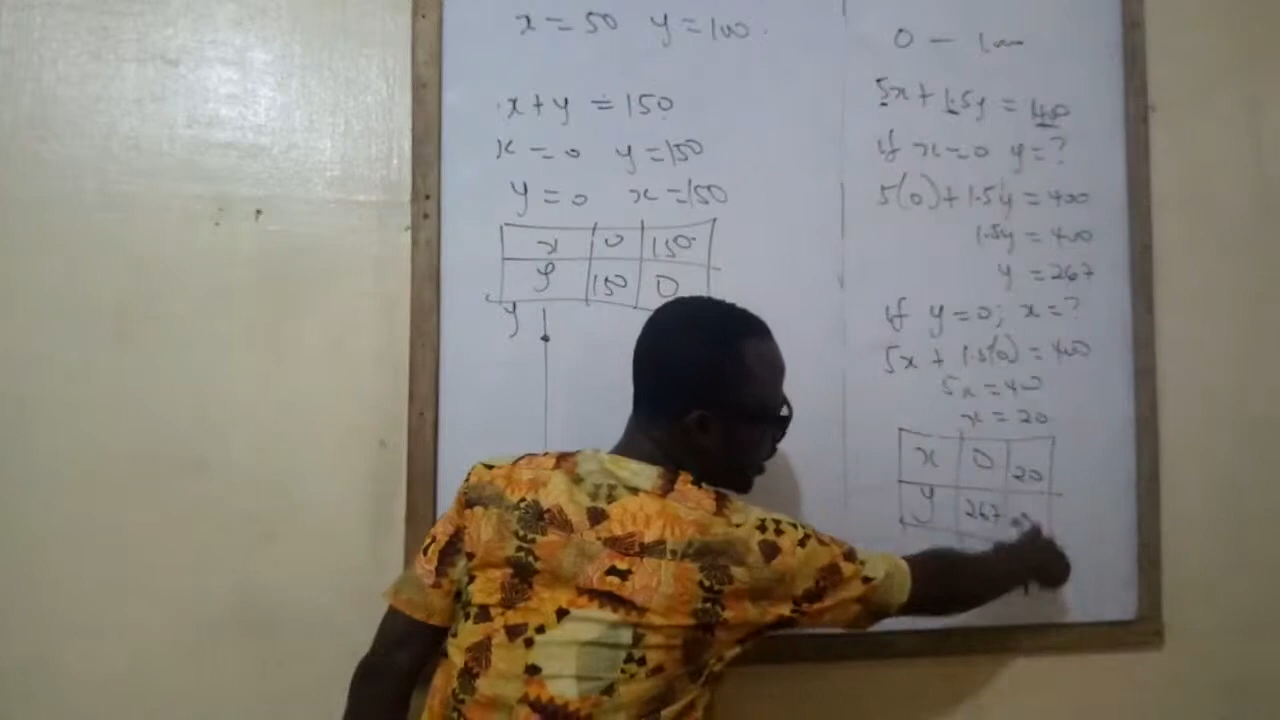 x = 50 y = 100
x + y = 150
x = 0 y = 150
y = 0 x = 150
x 0 150
y 150 0
y
0 –
5x + 1.5y = 400
if x = 0 y = ?
5(0) + 1.5y = 400
1.5y = 400
y = 267
if y = 0; x = ?
5x + 1.5(0) = 400
5x = 40
x = 20
x 0 20
y 267